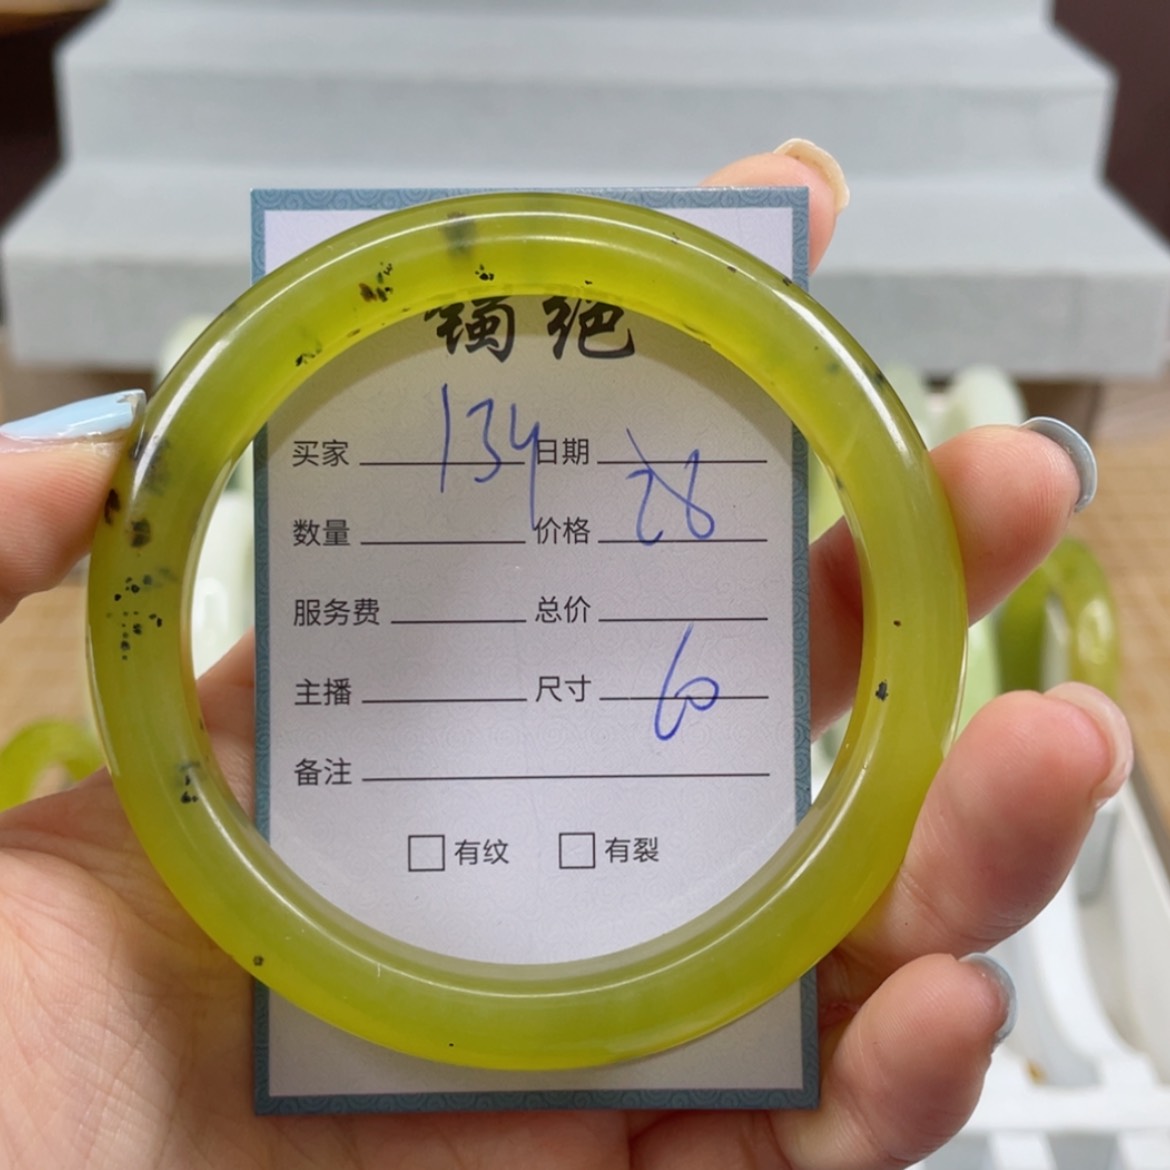 镯绝
买家 134 日期
数量 价格 28
服务费 总价
主播 尺寸 60
备注
☐ 有纹 ☐ 有裂